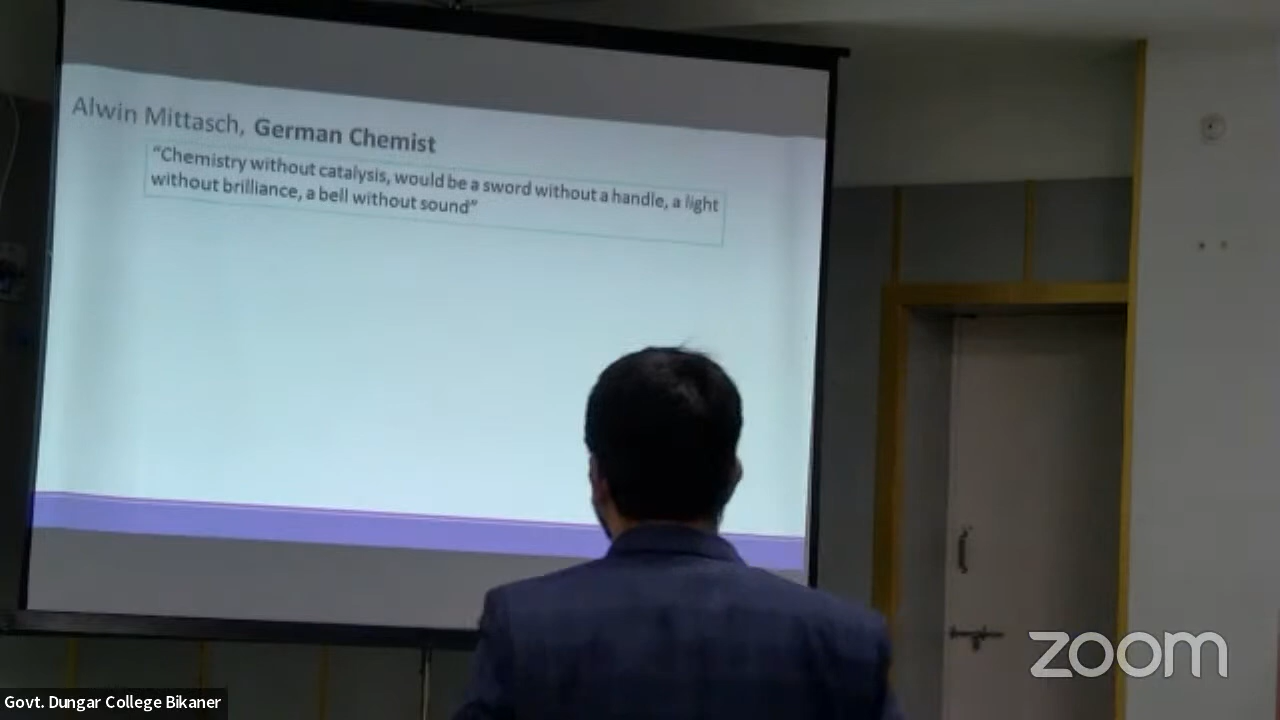 Alwin Mittasch, German Chemist
“Chemistry without catalysis, would be a sword without a handle, a light
without brilliance, a bell without sound”
zoom
Govt. Dungar College Bikaner